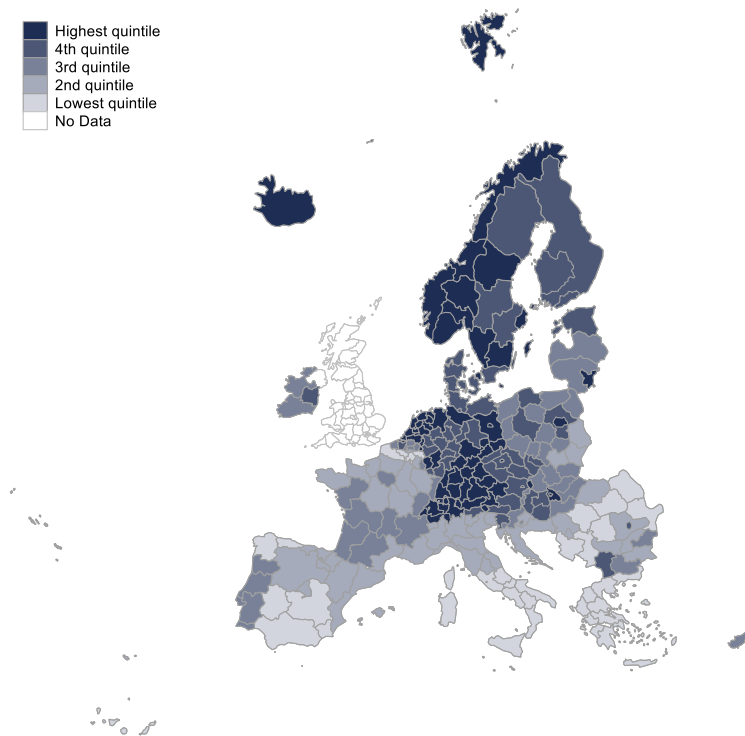 Highest quintile
4th quintile
3rd quintile
2nd quintile
Lowest quintile
No Data